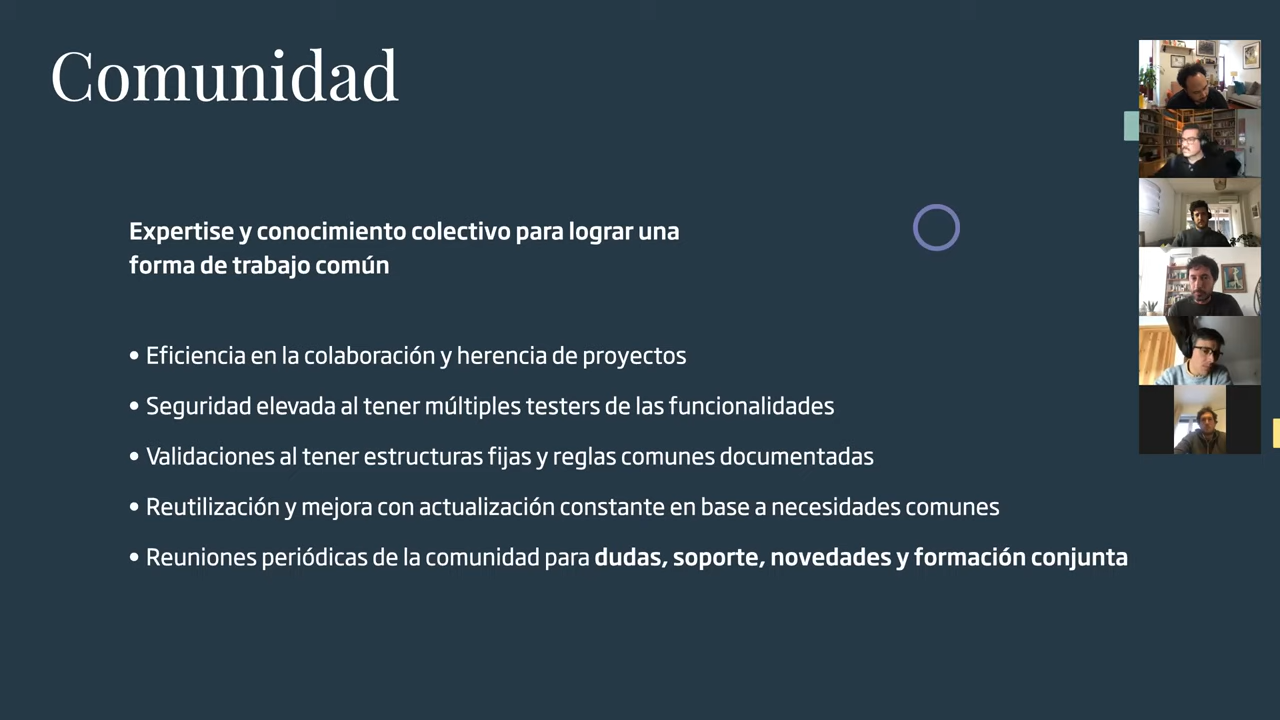 Comunidad
Expertise y conocimiento colectivo para lograr una
forma de trabajo común
• Eficiencia en la colaboración y herencia de proyectos
• Seguridad elevada al tener múltiples testers de las funcionalidades
• Validaciones al tener estructuras fijas y reglas comunes documentadas
• Reutilización y mejora con actualización constante en base a necesidades comunes
• Reuniones periódicas de la comunidad para dudas, soporte, novedades y formación conjunta